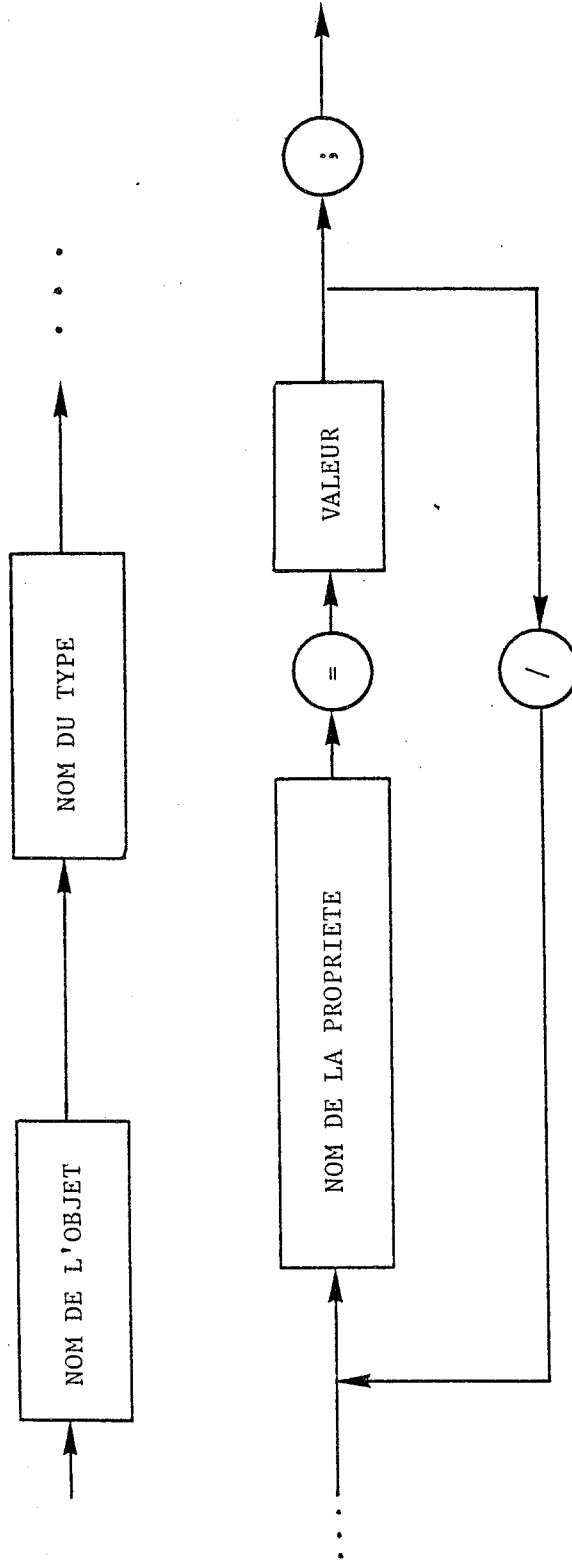 NOM DE L'OBJET
NOM DU TYPE
. . .
. . . .
NOM DE LA PROPRIETE
=
VALEUR
;
/